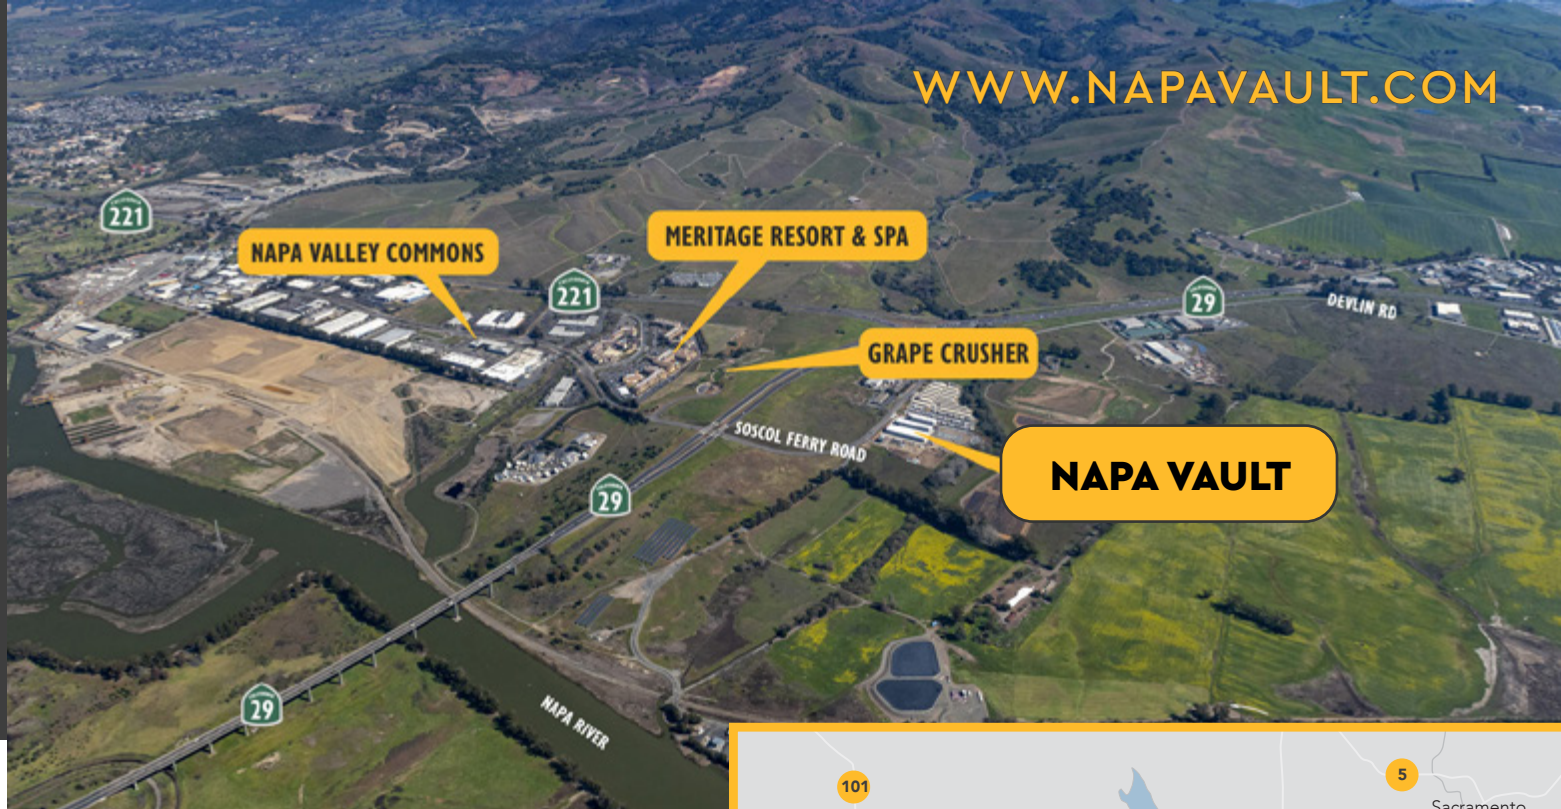 WWW.NAPAVAULT.COM
221
NAPA VALLEY COMMONS
MERITAGE RESORT & SPA
221
29
DEVLIN RD
GRAPE CRUSHER
SOSCOL FERRY ROAD
NAPA VAULT
29
29
NAPA RIVER
101
5